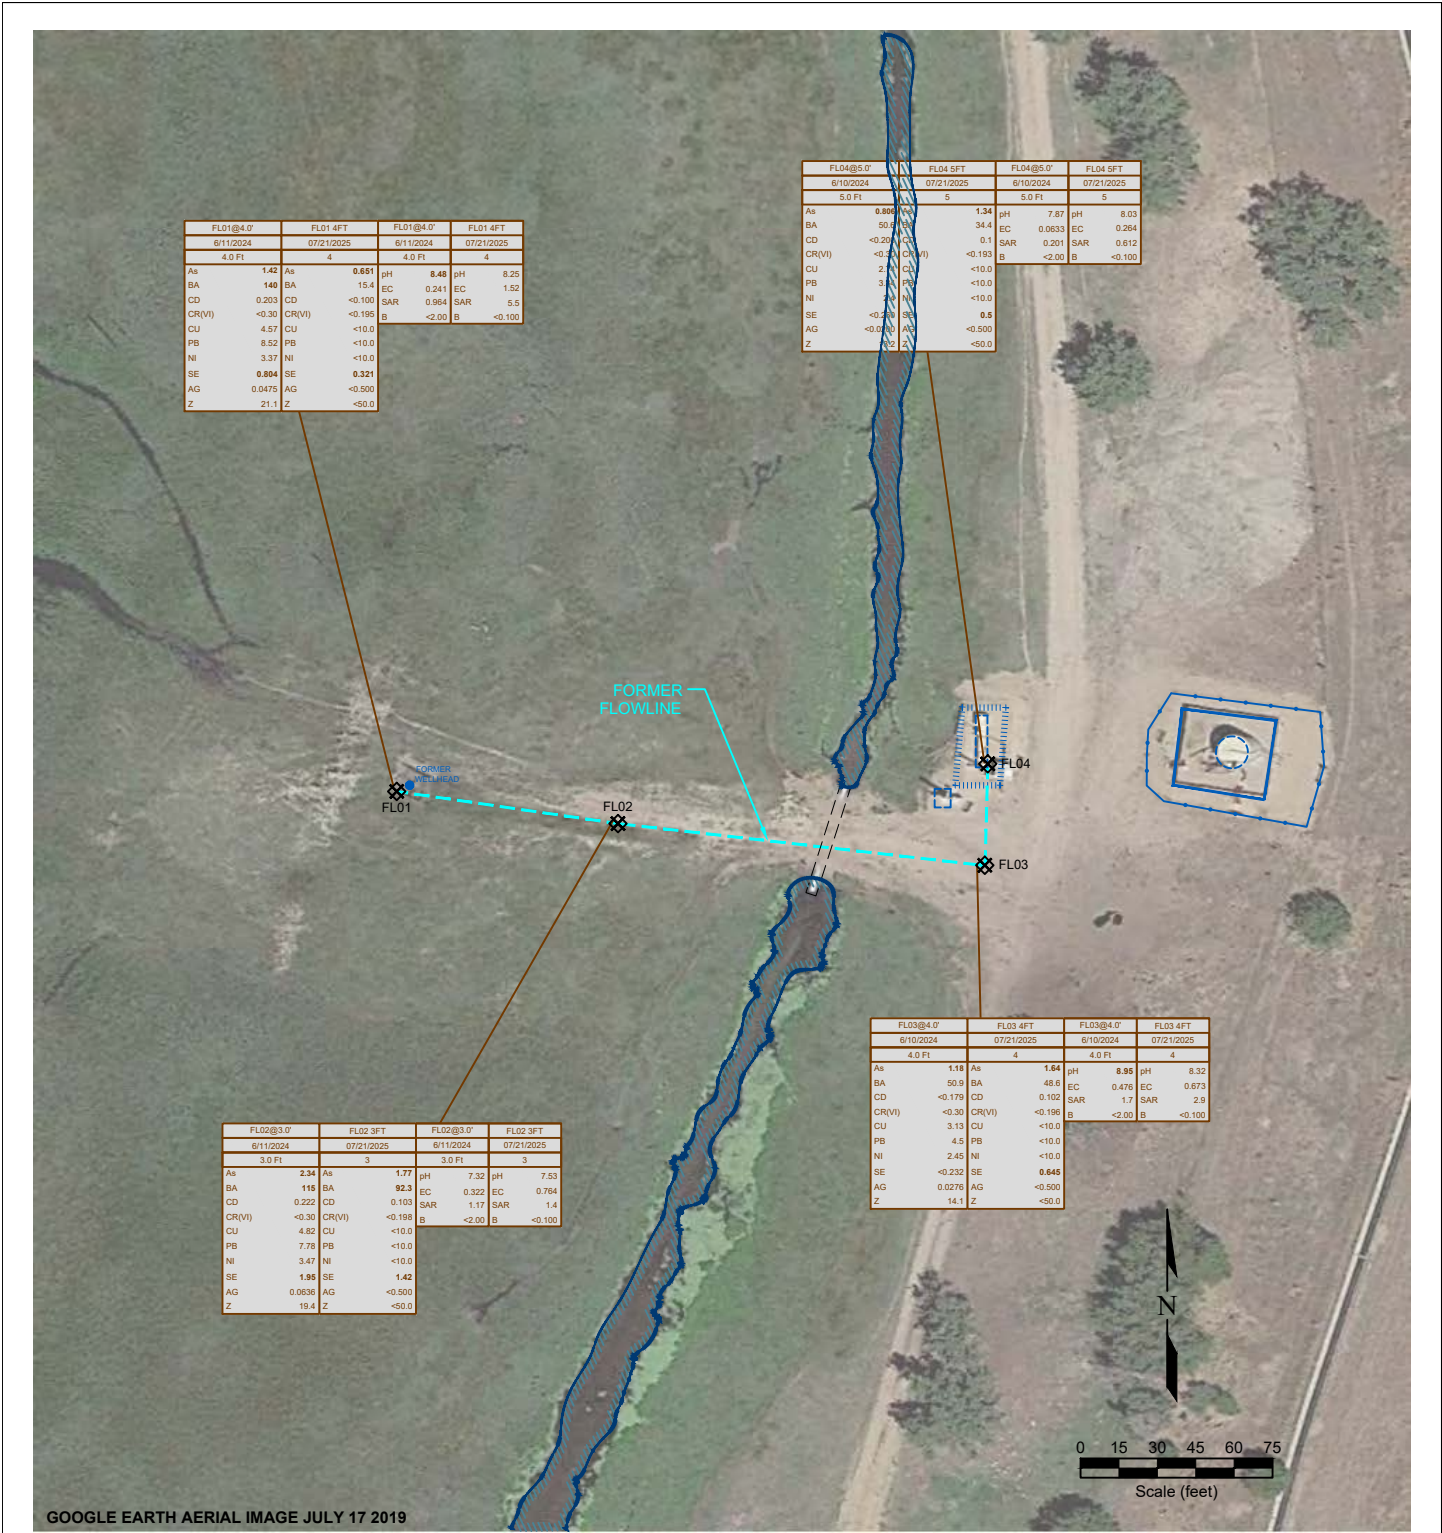 FL04@5.0' FL04 5FT FL04@5.0' FL04 5FT
6/10/2024 07/21/2025 6/10/2024 07/21/2025
5.0 Ft 5 5.0 Ft 5
As 0.806 1.34
BA 50.6 34.4
CD 0.1
CR(VI) <0.193
CU <10.0
PB <10.0
NI <10.0
SE 0.5
AG AG <0.500
Z Z <50.0
pH 7.87 pH 8.03
EC 0.0633 EC 0.264
SAR 0.201 SAR 0.612
B <2.00 B <0.100
FL01@4.0' FL01 4FT FL01@4.0' FL01 4FT
6/11/2024 07/21/2025 6/11/2024 07/21/2025
4.0 Ft 4 4.0 Ft 4
As 1.42 As 0.651
BA 140 BA 15.4
CD 0.203 CD <0.100
CR(VI) <0.30 CR(VI) <0.195
CU 4.57 CU <10.0
PB 8.52 PB <10.0
NI 3.37 NI <10.0
SE 0.804 SE 0.321
AG 0.0475 AG <0.500
Z 21.1 Z <50.0
pH 8.48 pH 8.25
EC 0.241 EC 1.52
SAR 0.964 SAR 5.5
B <2.00 B <0.100
FORMER
FLOWLINE
FORMER
WELLHEAD
FL01
FL02
FL04
FL03
FL03@4.0' FL03 4FT FL03@4.0' FL03 4FT
6/10/2024 07/21/2025 6/10/2024 07/21/2025
4.0 Ft 4 4.0 Ft 4
As 1.18 As 1.64
BA 50.9 BA 48.6
CD <0.179 CD 0.102
CR(VI) <0.30 CR(VI) <0.196
CU 3.13 CU <10.0
PB 4.5 PB <10.0
NI 2.45 NI <10.0
SE <0.232 SE 0.645
AG 0.0276 AG <0.500
Z 14.1 Z <50.0
pH 8.95 pH 8.32
EC 0.476 EC 0.673
SAR 1.7 SAR 2.9
B <2.00 B <0.100
FL02@3.0' FL02 3FT FL02@3.0' FL02 3FT
6/11/2024 07/21/2025 6/11/2024 07/21/2025
3.0 Ft 3 3.0 Ft 3
As 2.34 As 1.77
BA 115 BA 92.3
CD 0.222 CD 0.103
CR(VI) <0.30 CR(VI) <0.198
CU 4.82 CU <10.0
PB 7.78 PB <10.0
NI 3.47 NI <10.0
SE 1.95 SE 1.42
AG 0.0636 AG <0.500
Z 19.4 Z <50.0
pH 7.32 pH 7.53
EC 0.322 EC 0.764
SAR 1.17 SAR 1.4
B <2.00 B <0.100
N
0 15 30 45 60 75
Scale (feet)
GOOGLE EARTH AERIAL IMAGE JULY 17 2019